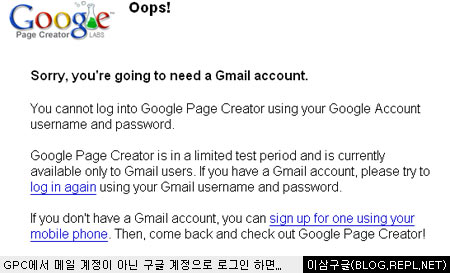 Google
Page Creator LABS
Oops!
Sorry, you're going to need a Gmail account.
You cannot log into Google Page Creator using your Google Account
username and password.
Google Page Creator is in a limited test period and is currently
available only to Gmail users. If you have a Gmail account, please try to
log in again using your Gmail username and password.
If you don't have a Gmail account, you can sign up for one using your
mobile phone. Then, come back and check out Google Page Creator!
GPC에서 메일 계정이 아닌 구글 계정으로 로그인 하면...
이삼구글(BLOG.REPL.NET)